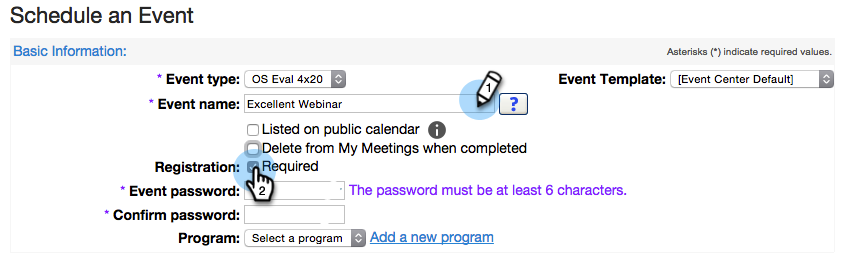 Schedule an Event
Basic Information: Asterisks (*) indicate required values.
* Event type: OS Eval 4x20 Event Template: [Event Center Default]
* Event name: Excellent Webinar 1 ?
Listed on public calendar i
Delete from My Meetings when completed
Registration: Required
* Event password: 2 The password must be at least 6 characters.
* Confirm password:
Program: Select a program Add a new program